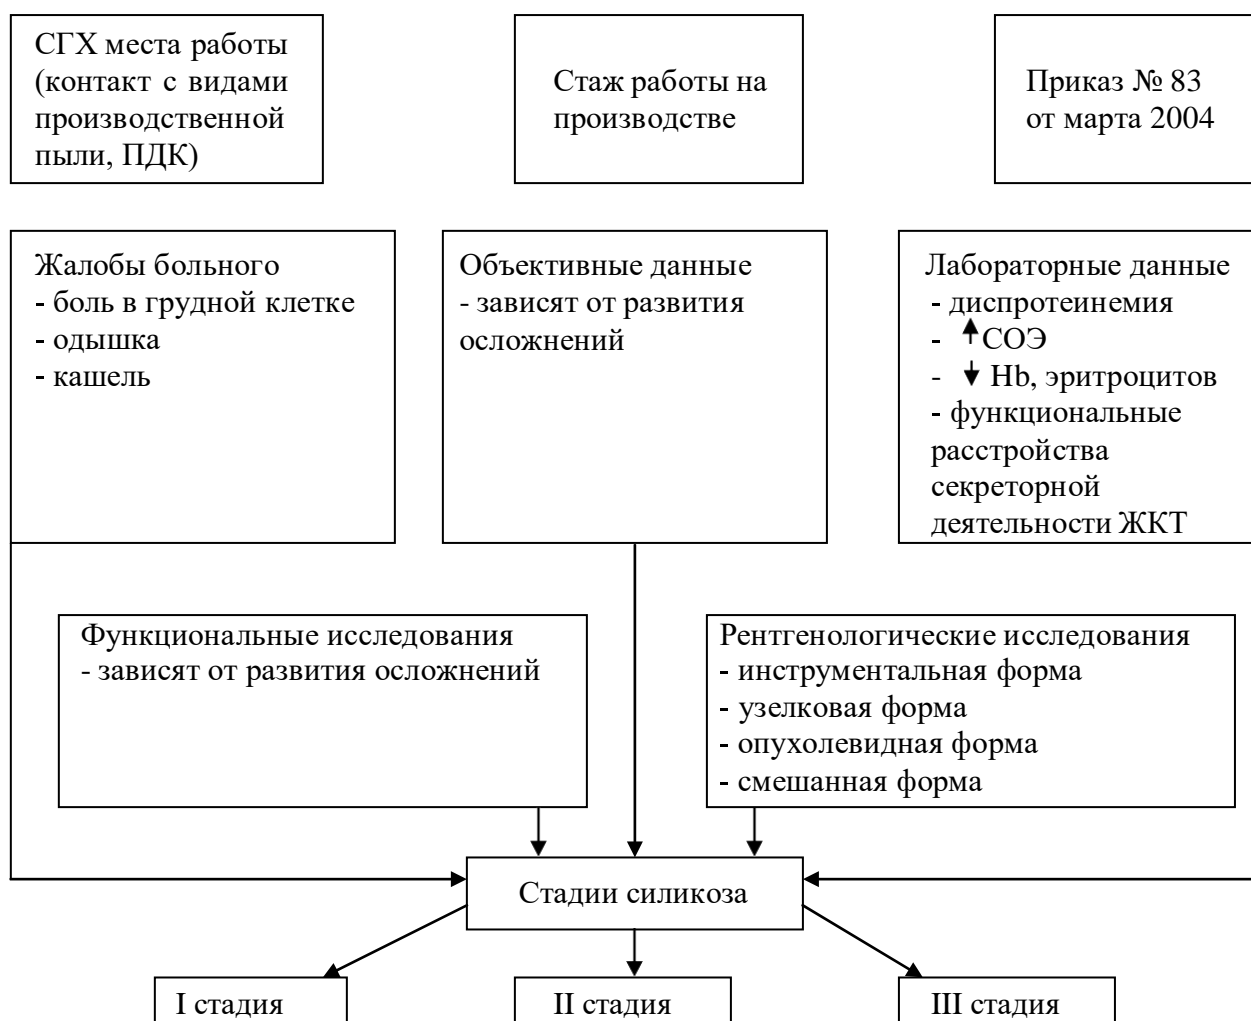 СГХ места работы
(контакт с видами
производственной
пыли, ПДК)
Стаж работы на
производстве
Приказ № 83
от марта 2004
Жалобы больного
- боль в грудной клетке
- одышка
- кашель
Объективные данные
- зависят от развития
осложнений
Лабораторные данные
- диспротеинемия
- ↑СОЭ
- ↓ Hb, эритроцитов
- функциональные
расстройства
секреторной
деятельности ЖКТ
Функциональные исследования
- зависят от развития осложнений
Рентгенологические исследования
- инструментальная форма
- узелковая форма
- опухолевидная форма
- смешанная форма
Стадии силикоза
I стадия
II стадия
III стадия